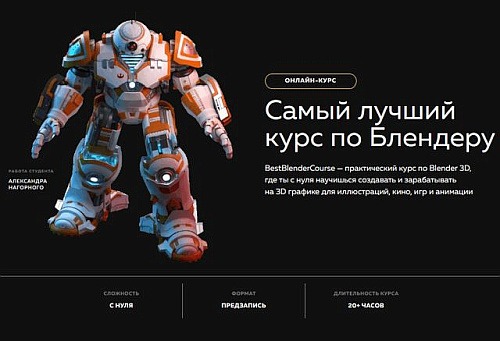 ОНЛАЙН-КУРС
Самый лучший
курс по Блендеру
BestBlenderCourse — практический курс по Blender 3D,
где ты с нуля научишься создавать и зарабатывать
на 3D графике для иллюстраций, кино, игр и анимации
РАБОТА СТУДЕНТА
АЛЕКСАНДРА
НАГОРНОГО
СЛОЖНОСТЬ
С НУЛЯ
ФОРМАТ
ПРЕДЗАПИСЬ
ДЛИТЕЛЬНОСТЬ КУРСА
20+ ЧАСОВ